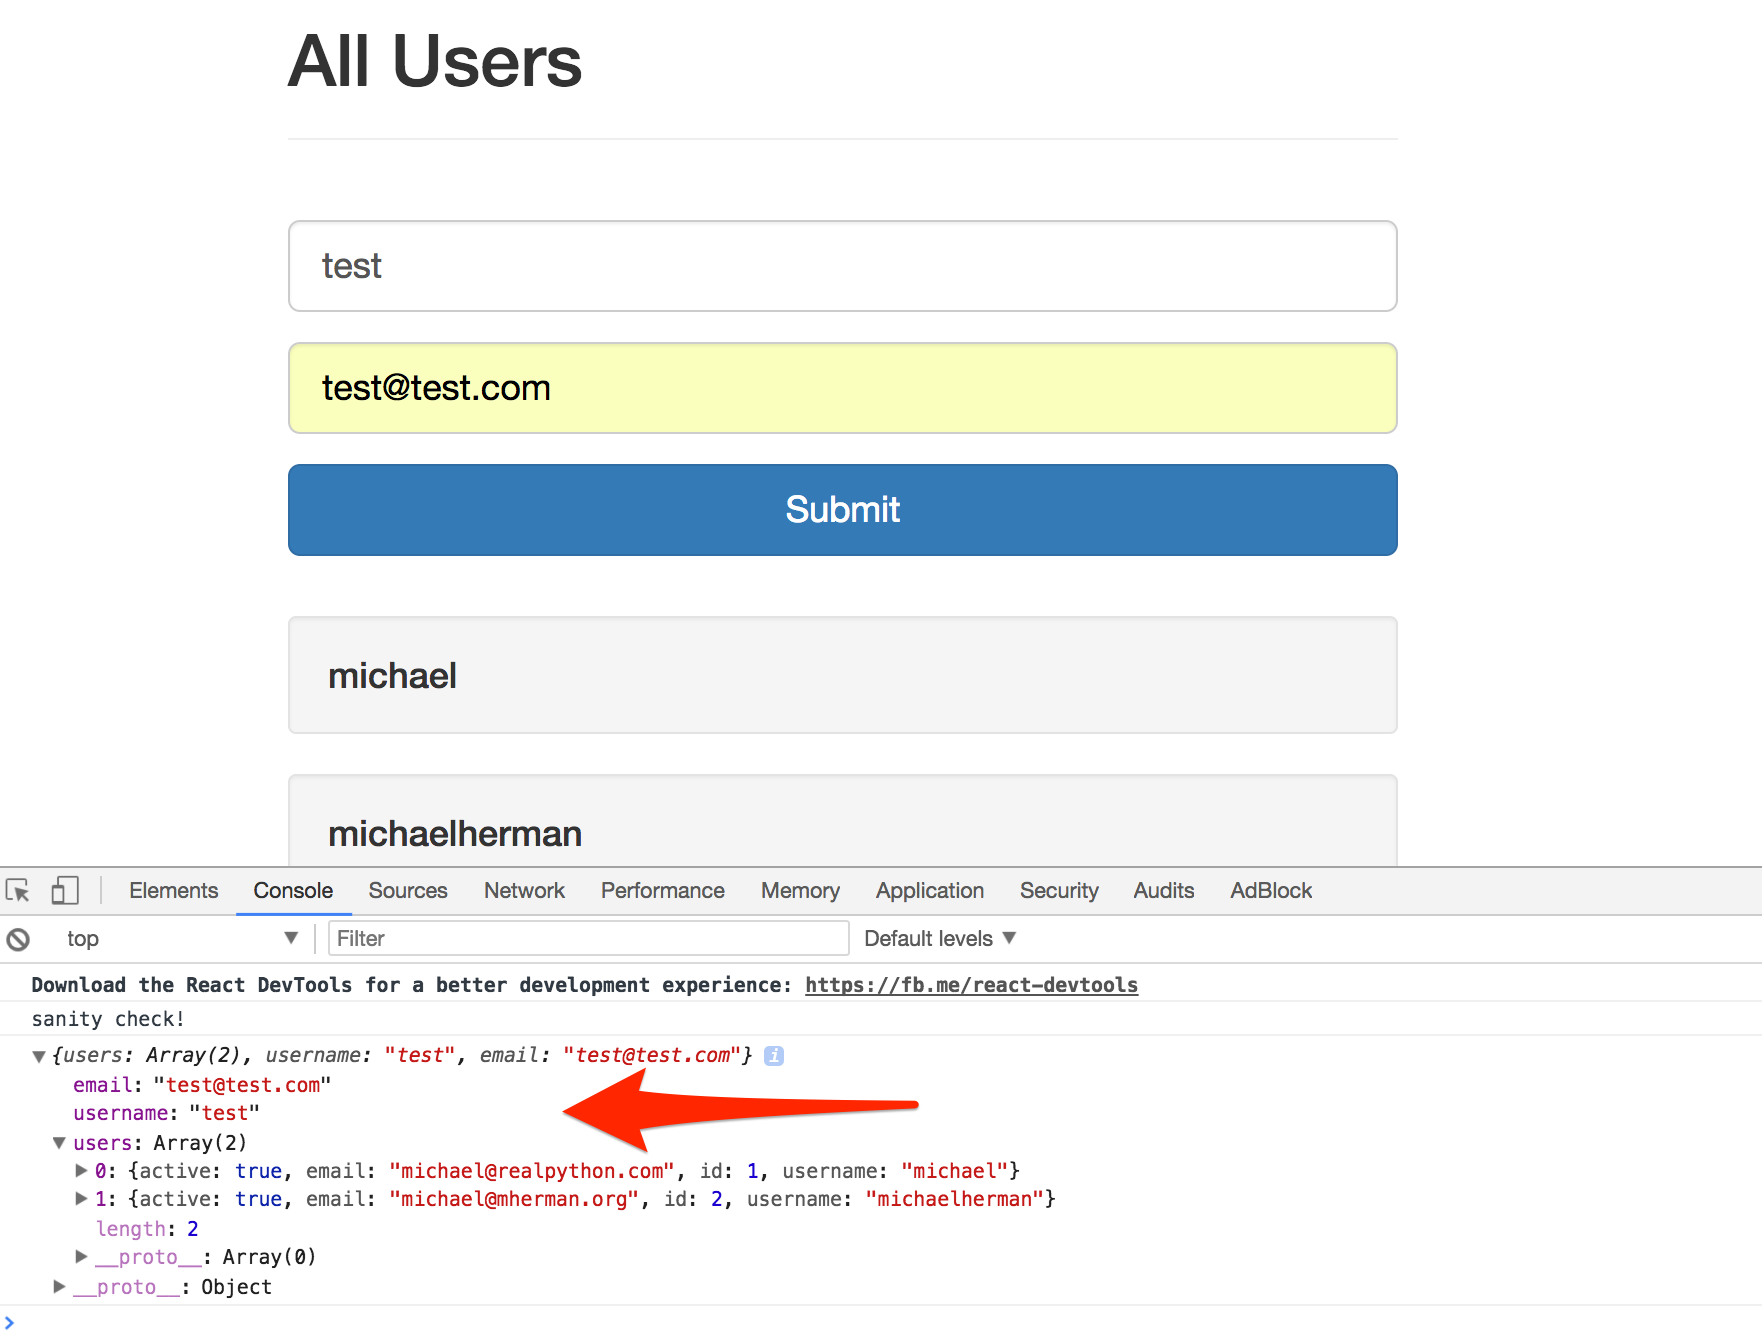 All Users
test
test@test.com
Submit
michael
michaelherman
Elements Console Sources Network Performance Memory Application Security Audits AdBlock
top ▼ Filter Default levels ▼
Download the React DevTools for a better development experience: https://fb.me/react-devtools
sanity check!
▼ {users: Array(2), username: "test", email: "test@test.com"} i
email: "test@test.com"
username: "test"
▼ users: Array(2)
▶ 0: {active: true, email: "michael@realpython.com", id: 1, username: "michael"}
▶ 1: {active: true, email: "michael@mherman.org", id: 2, username: "michaelherman"}
length: 2
▶ __proto__: Array(0)
▶ __proto__: Object
>